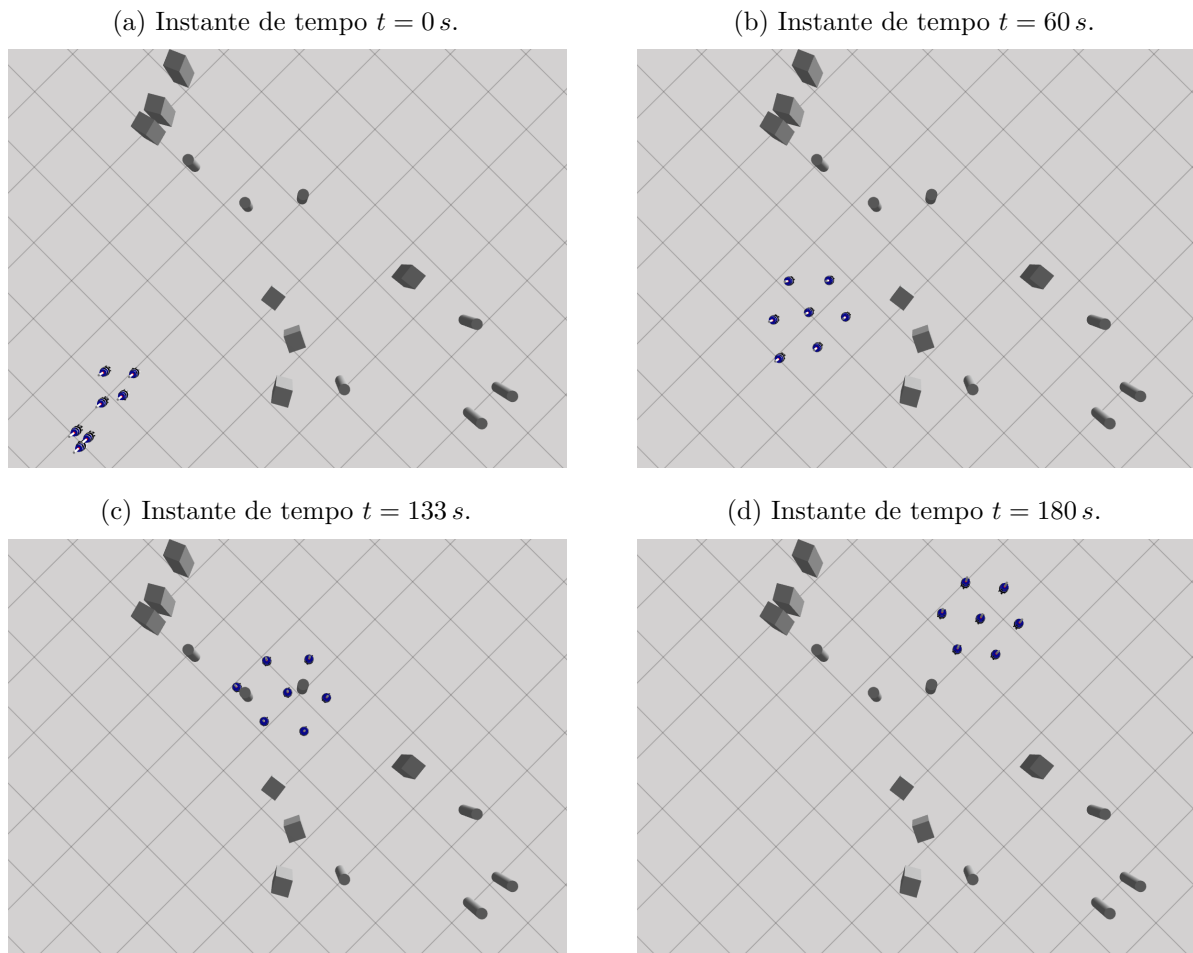 (a) Instante de tempo t = 0 s.
(b) Instante de tempo t = 60 s.
(c) Instante de tempo t = 133 s.
(d) Instante de tempo t = 180 s.